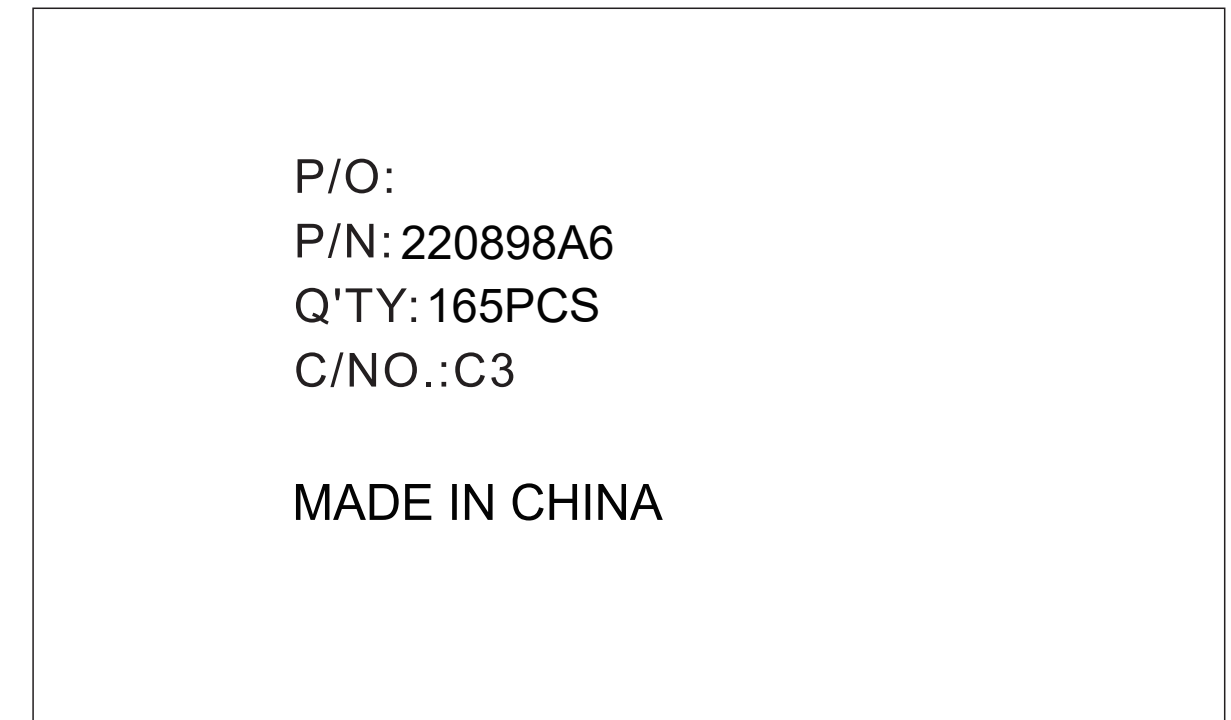 P/O:
P/N: 220898A6
Q'TY: 165PCS
C/NO.:C3
MADE IN CHINA